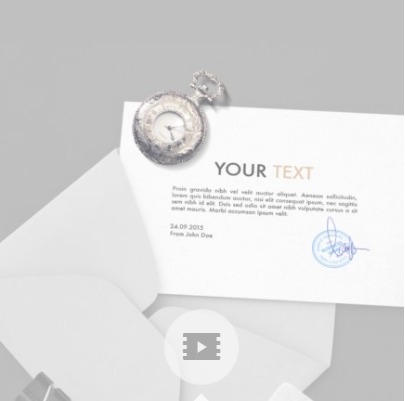 YOUR TEXT
Proin gravida nibh vel velit auctor aliquet. Aenean sollicitudin,
lorem quis bibendum auctor, nisi elit consequat ipsum, nec sagittis
sem nibh id elit. Duis sed odio sit amet nibh vulputate cursus a sit
amet mauris. Morbi accumsan ipsum velit.
24.09.2015
From John Doe